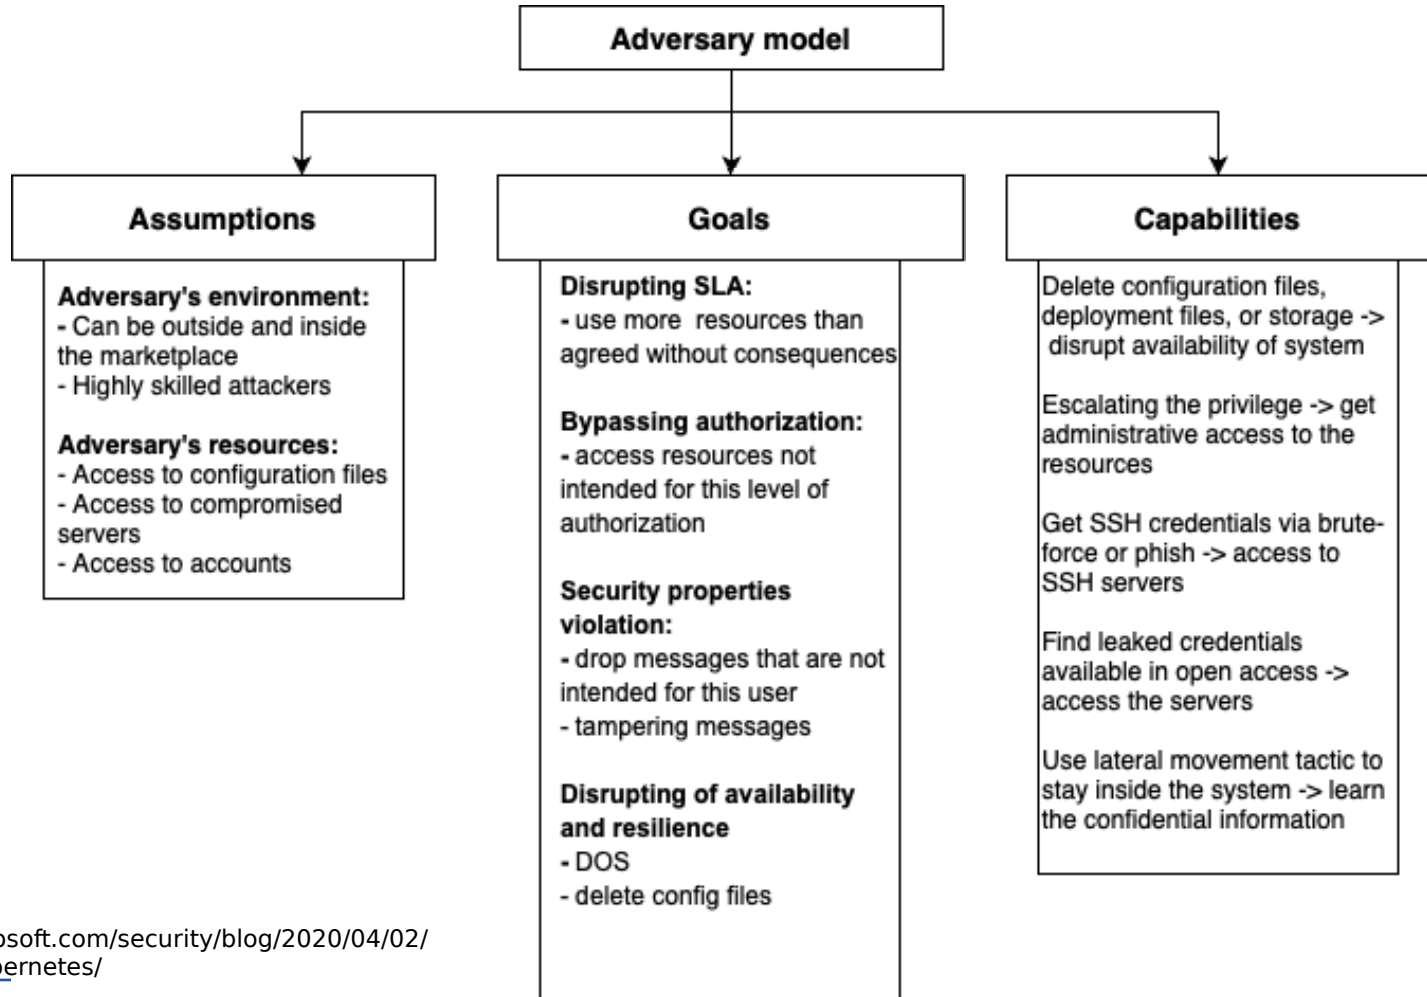 Adversary model
Assumptions
Adversary's environment:
- Can be outside and inside
the marketplace
- Highly skilled attackers
Adversary's resources:
- Access to configuration files
- Access to compromised
servers
- Access to accounts
Goals
Disrupting SLA:
- use more resources than
agreed without consequences
Bypassing authorization:
- access resources not
intended for this level of
authorization
Security properties
violation:
- drop messages that are not
intended for this user
- tampering messages
Disrupting of availability
and resilience
- DOS
- delete config files
Capabilities
Delete configuration files,
deployment files, or storage ->
disrupt availability of system
Escalating the privilege -> get
administrative access to the
resources
Get SSH credentials via brute-
force or phish -> access to
SSH servers
Find leaked credentials
available in open access ->
access the servers
Use lateral movement tactic to
stay inside the system -> learn
the confidential information
osoft.com/security/blog/2020/04/02/
ernetes/